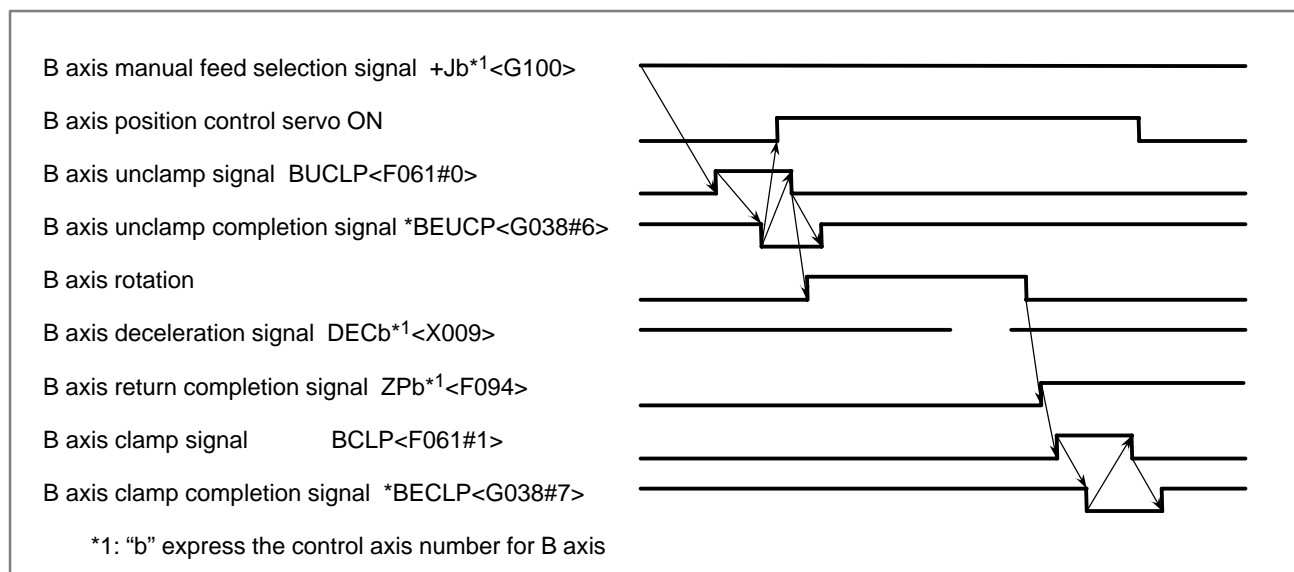 B axis manual feed selection signal +Jb*1<G100>
B axis position control servo ON
B axis unclamp signal BUCLP<F061#0>
B axis unclamp completion signal *BEUCP<G038#6>
B axis rotation
B axis deceleration signal DECb*1<X009>
B axis return completion signal ZPb*1<F094>
B axis clamp signal BCLP<F061#1>
B axis clamp completion signal *BECLP<G038#7>
*1: “b” express the control axis number for B axis